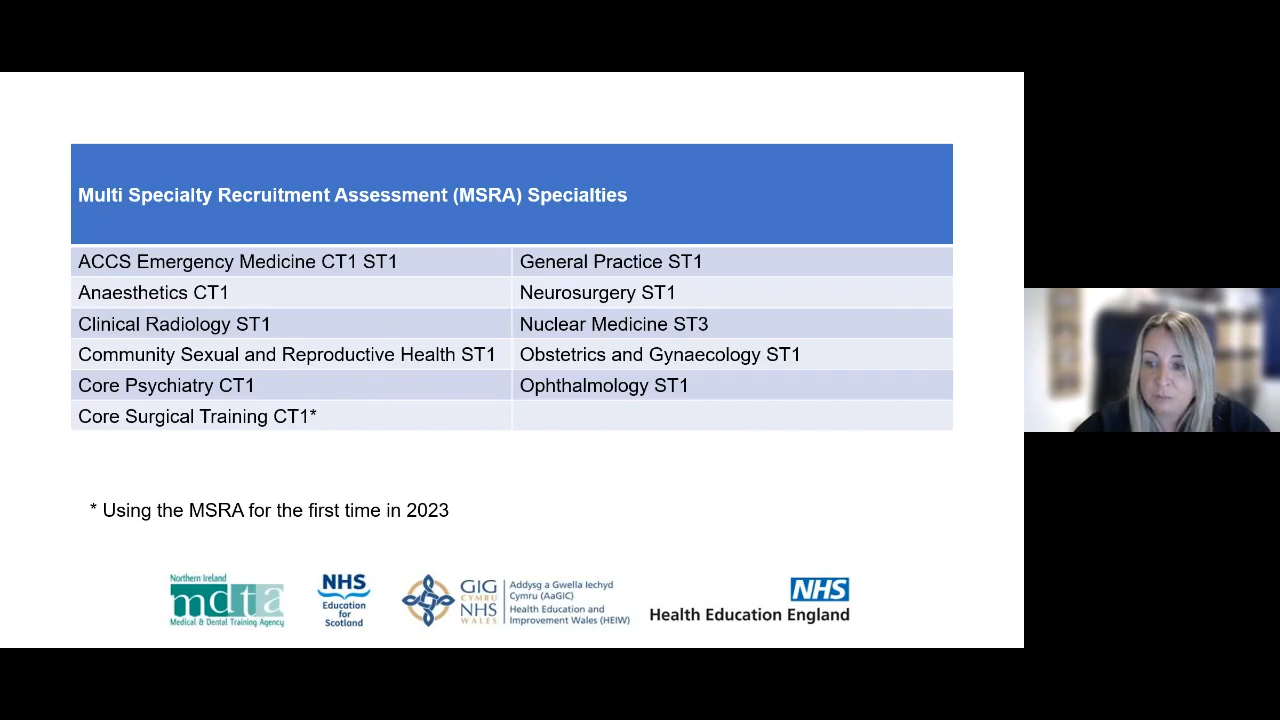 Multi Specialty Recruitment Assessment (MSRA) Specialties
ACCS Emergency Medicine CT1 ST1
General Practice ST1
Anaesthetics CT1
Neurosurgery ST1
Clinical Radiology ST1
Nuclear Medicine ST3
Community Sexual and Reproductive Health ST1
Obstetrics and Gynaecology ST1
Core Psychiatry CT1
Ophthalmology ST1
Core Surgical Training CT1*
* Using the MSRA for the first time in 2023
Northern Ireland
mdta
Medical & Dental Training Agency
NHS
Education
for
Scotland
GIG
CYMRU
NHS
WALES
Addysg a Gwella Iechyd
Cymru (AaGIC)
Health Education and
Improvement Wales (HEIW)
NHS
Health Education England